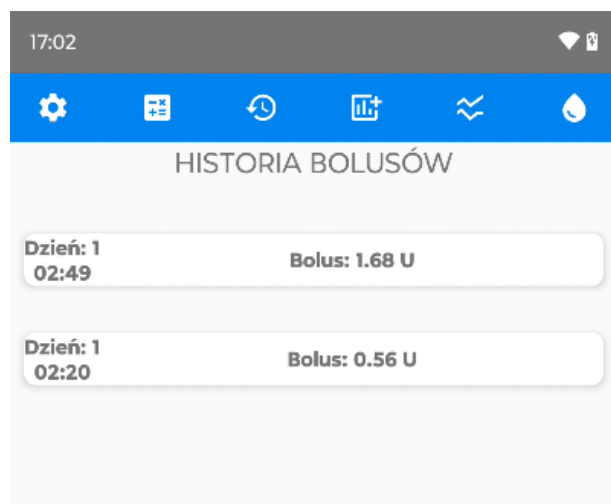 17:02
HISTORIA BOLUSÓW
Dzień: 1
02:49
Bolus: 1.68 U
Dzień: 1
02:20
Bolus: 0.56 U